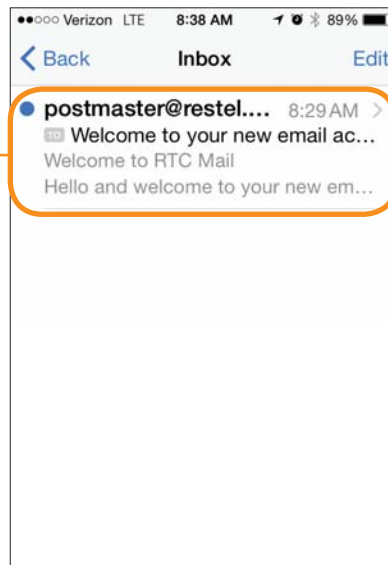 Verizon LTE 8:38 AM 89%
Back Inbox Edit
postmaster@restel.... 8:29 AM
TO Welcome to your new email ac...
Welcome to RTC Mail
Hello and welcome to your new em...